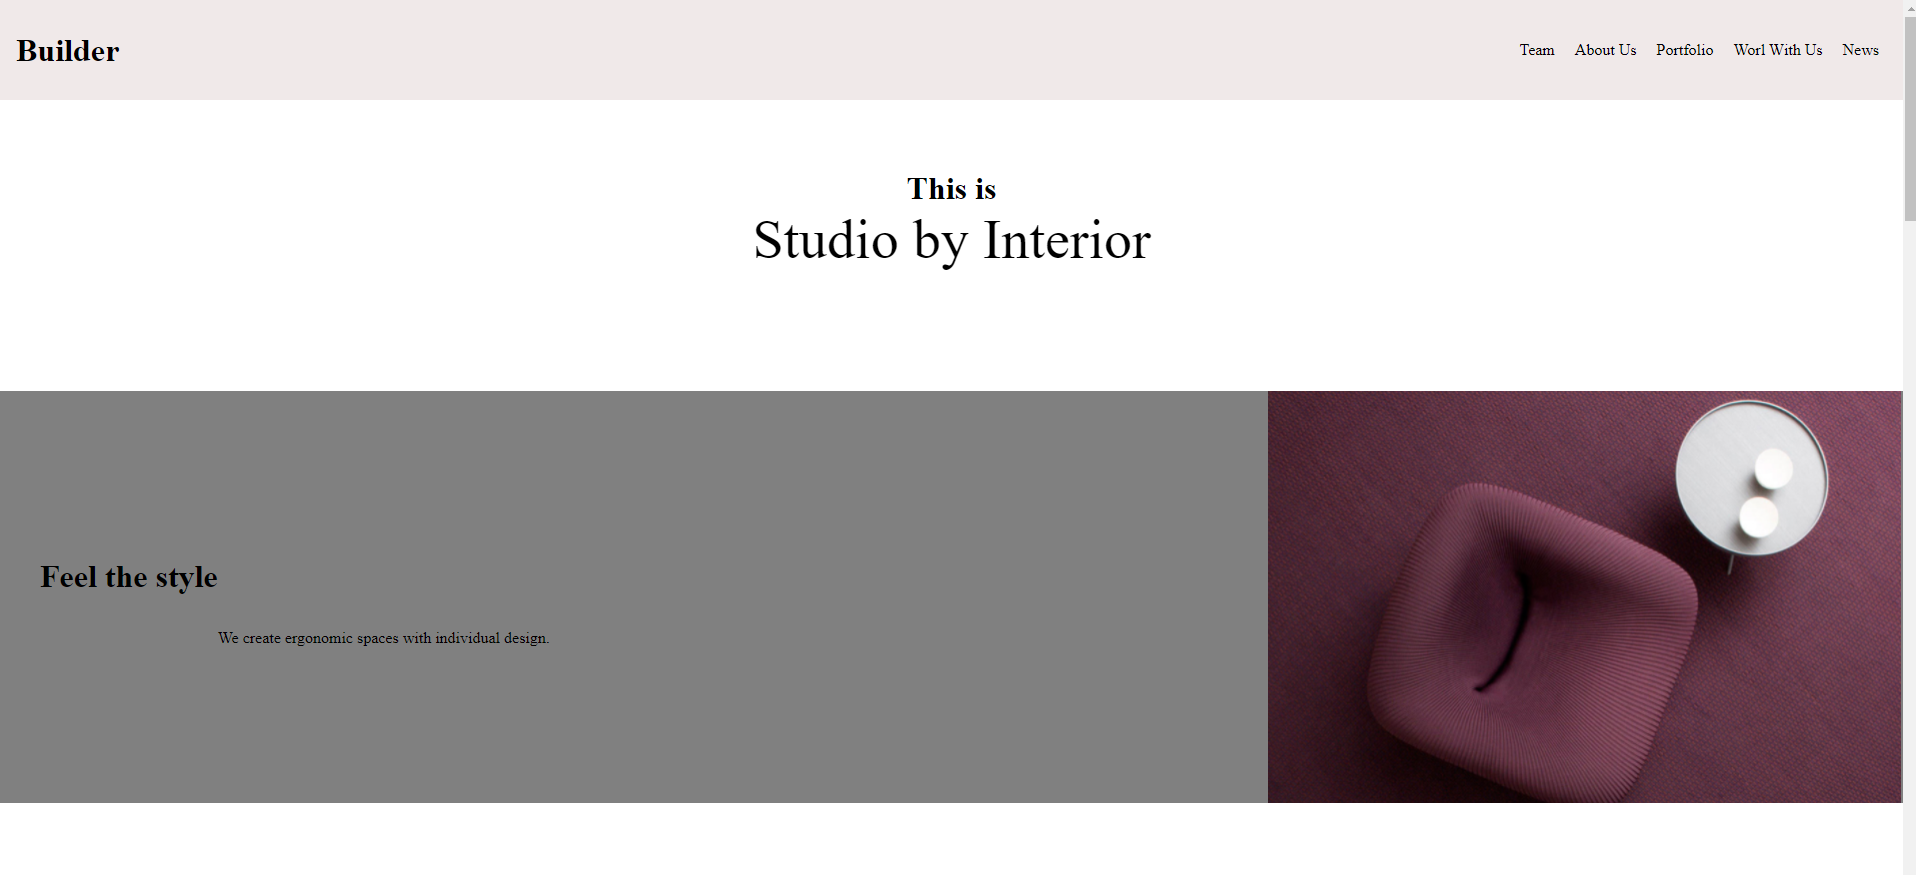 Builder
Team About Us Portfolio Worl With Us News
This is
Studio by Interior
Feel the style
We create ergonomic spaces with individual design.